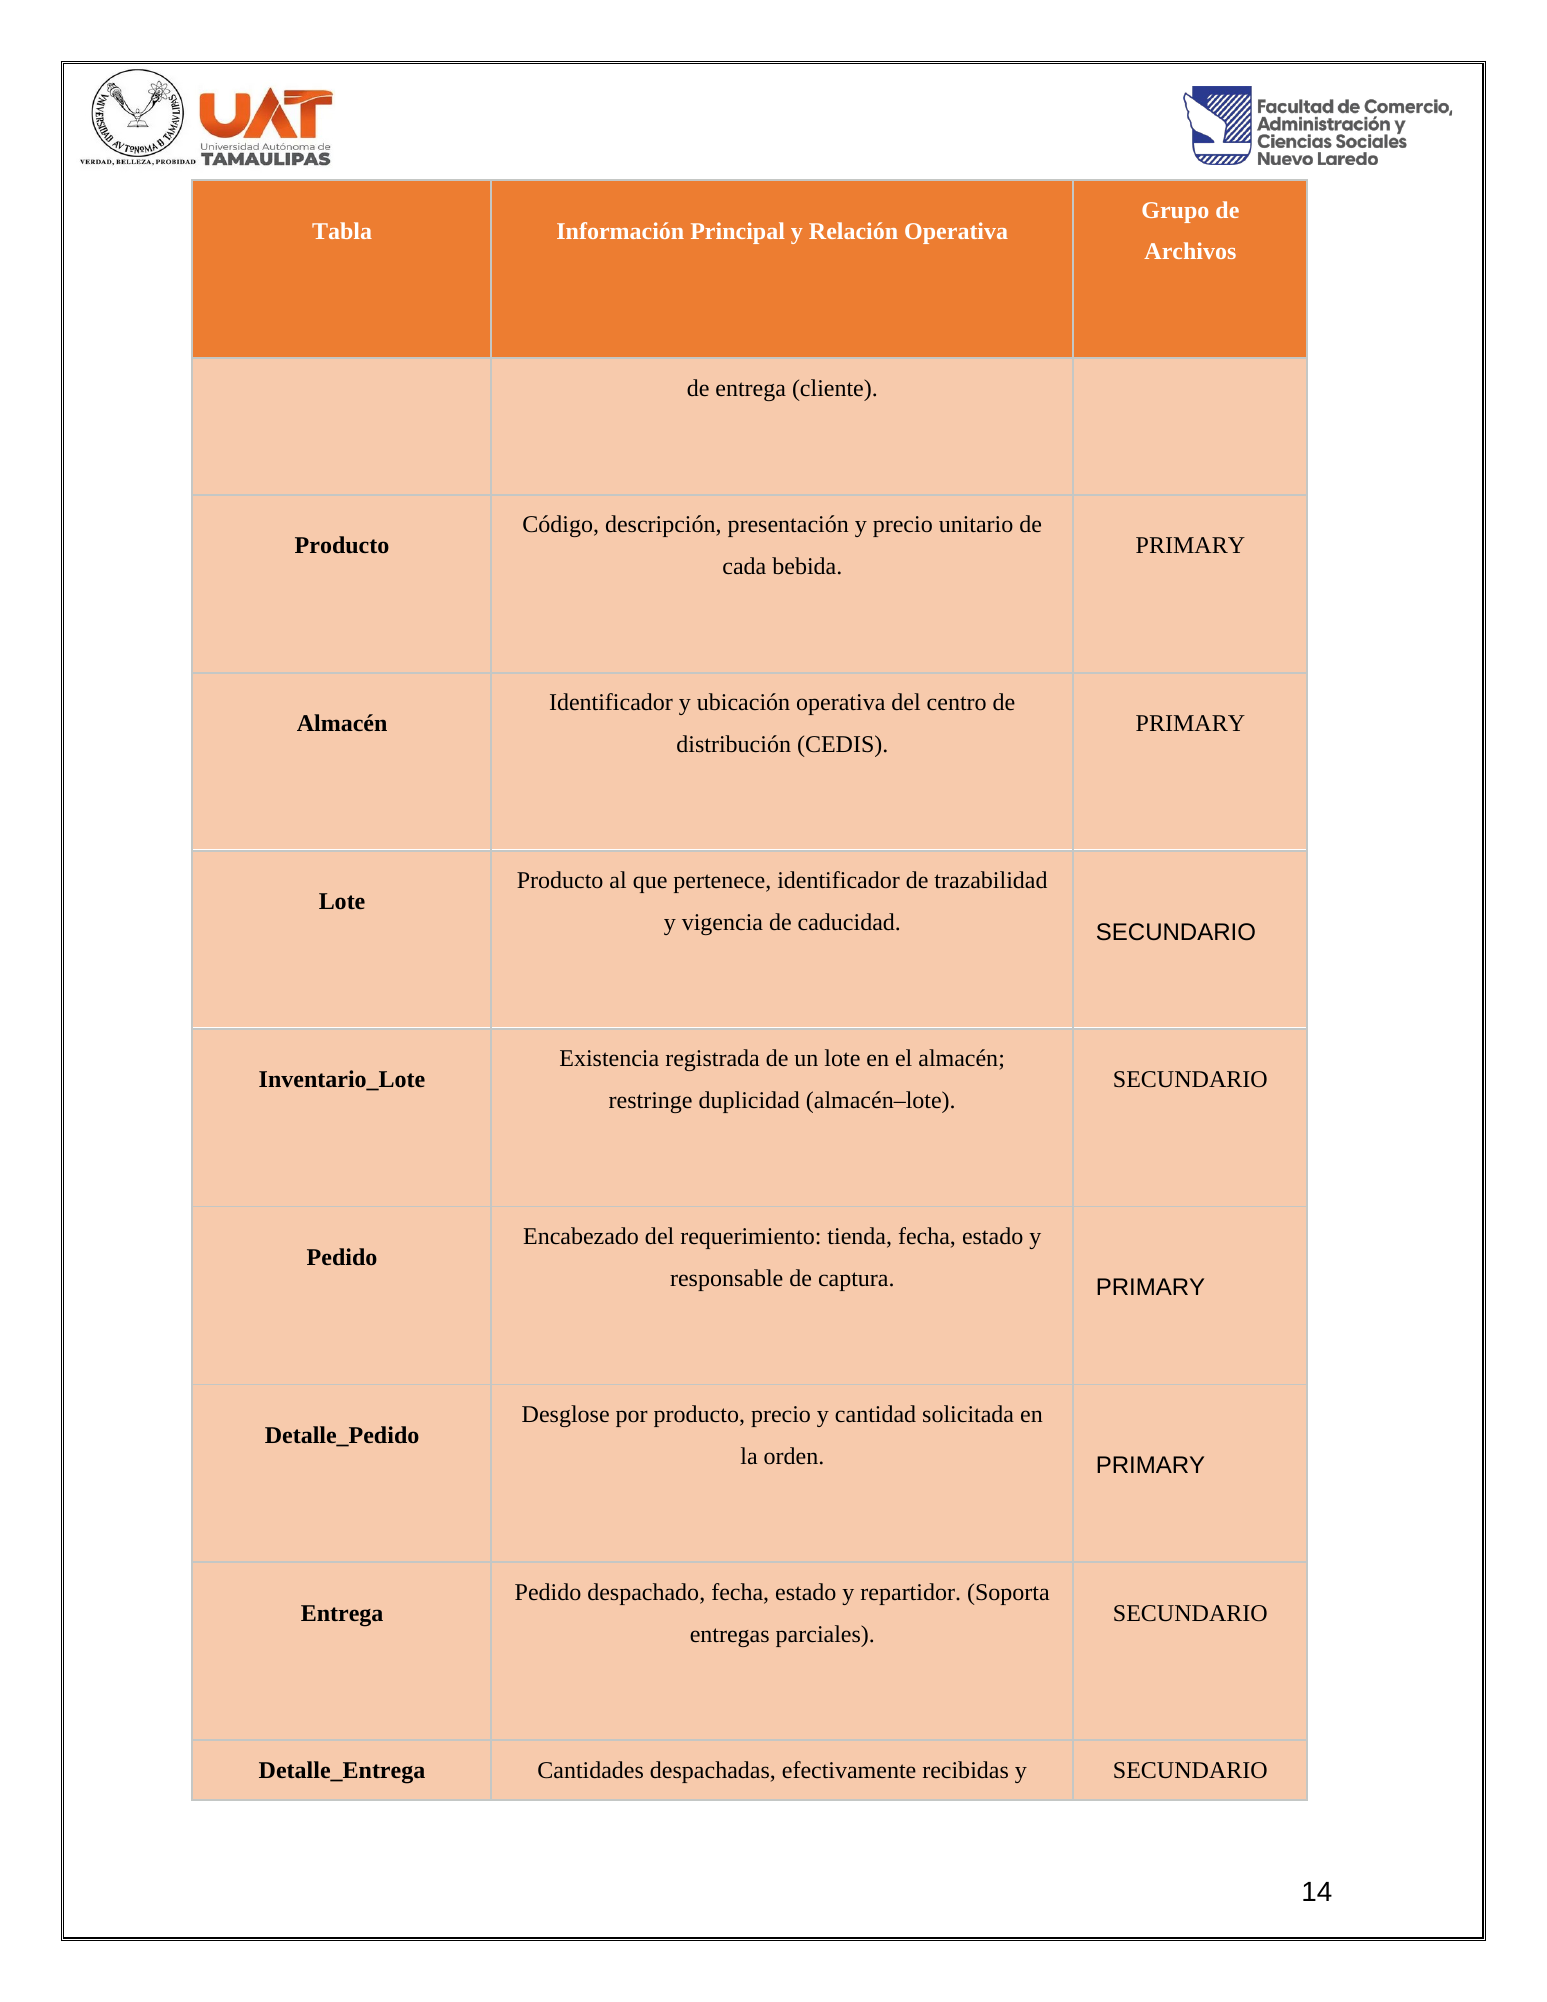 UNIVERSIDAD AVTONOMA D TAMAVLIPAS
VERDAD, BELLEZA, PROBIDAD
UAT
Universidad Autónoma de
TAMAULIPAS
Facultad de Comercio,
Administración y
Ciencias Sociales
Nuevo Laredo
Tabla
Información Principal y Relación Operativa
Grupo de
Archivos
de entrega (cliente).
Producto
Código, descripción, presentación y precio unitario de
cada bebida.
PRIMARY
Almacén
Identificador y ubicación operativa del centro de
distribución (CEDIS).
PRIMARY
Lote
Producto al que pertenece, identificador de trazabilidad
y vigencia de caducidad.
SECUNDARIO
Inventario_Lote
Existencia registrada de un lote en el almacén;
restringe duplicidad (almacén–lote).
SECUNDARIO
Pedido
Encabezado del requerimiento: tienda, fecha, estado y
responsable de captura.
PRIMARY
Detalle_Pedido
Desglose por producto, precio y cantidad solicitada en
la orden.
PRIMARY
Entrega
Pedido despachado, fecha, estado y repartidor. (Soporta
entregas parciales).
SECUNDARIO
Detalle_Entrega
Cantidades despachadas, efectivamente recibidas y
SECUNDARIO
14